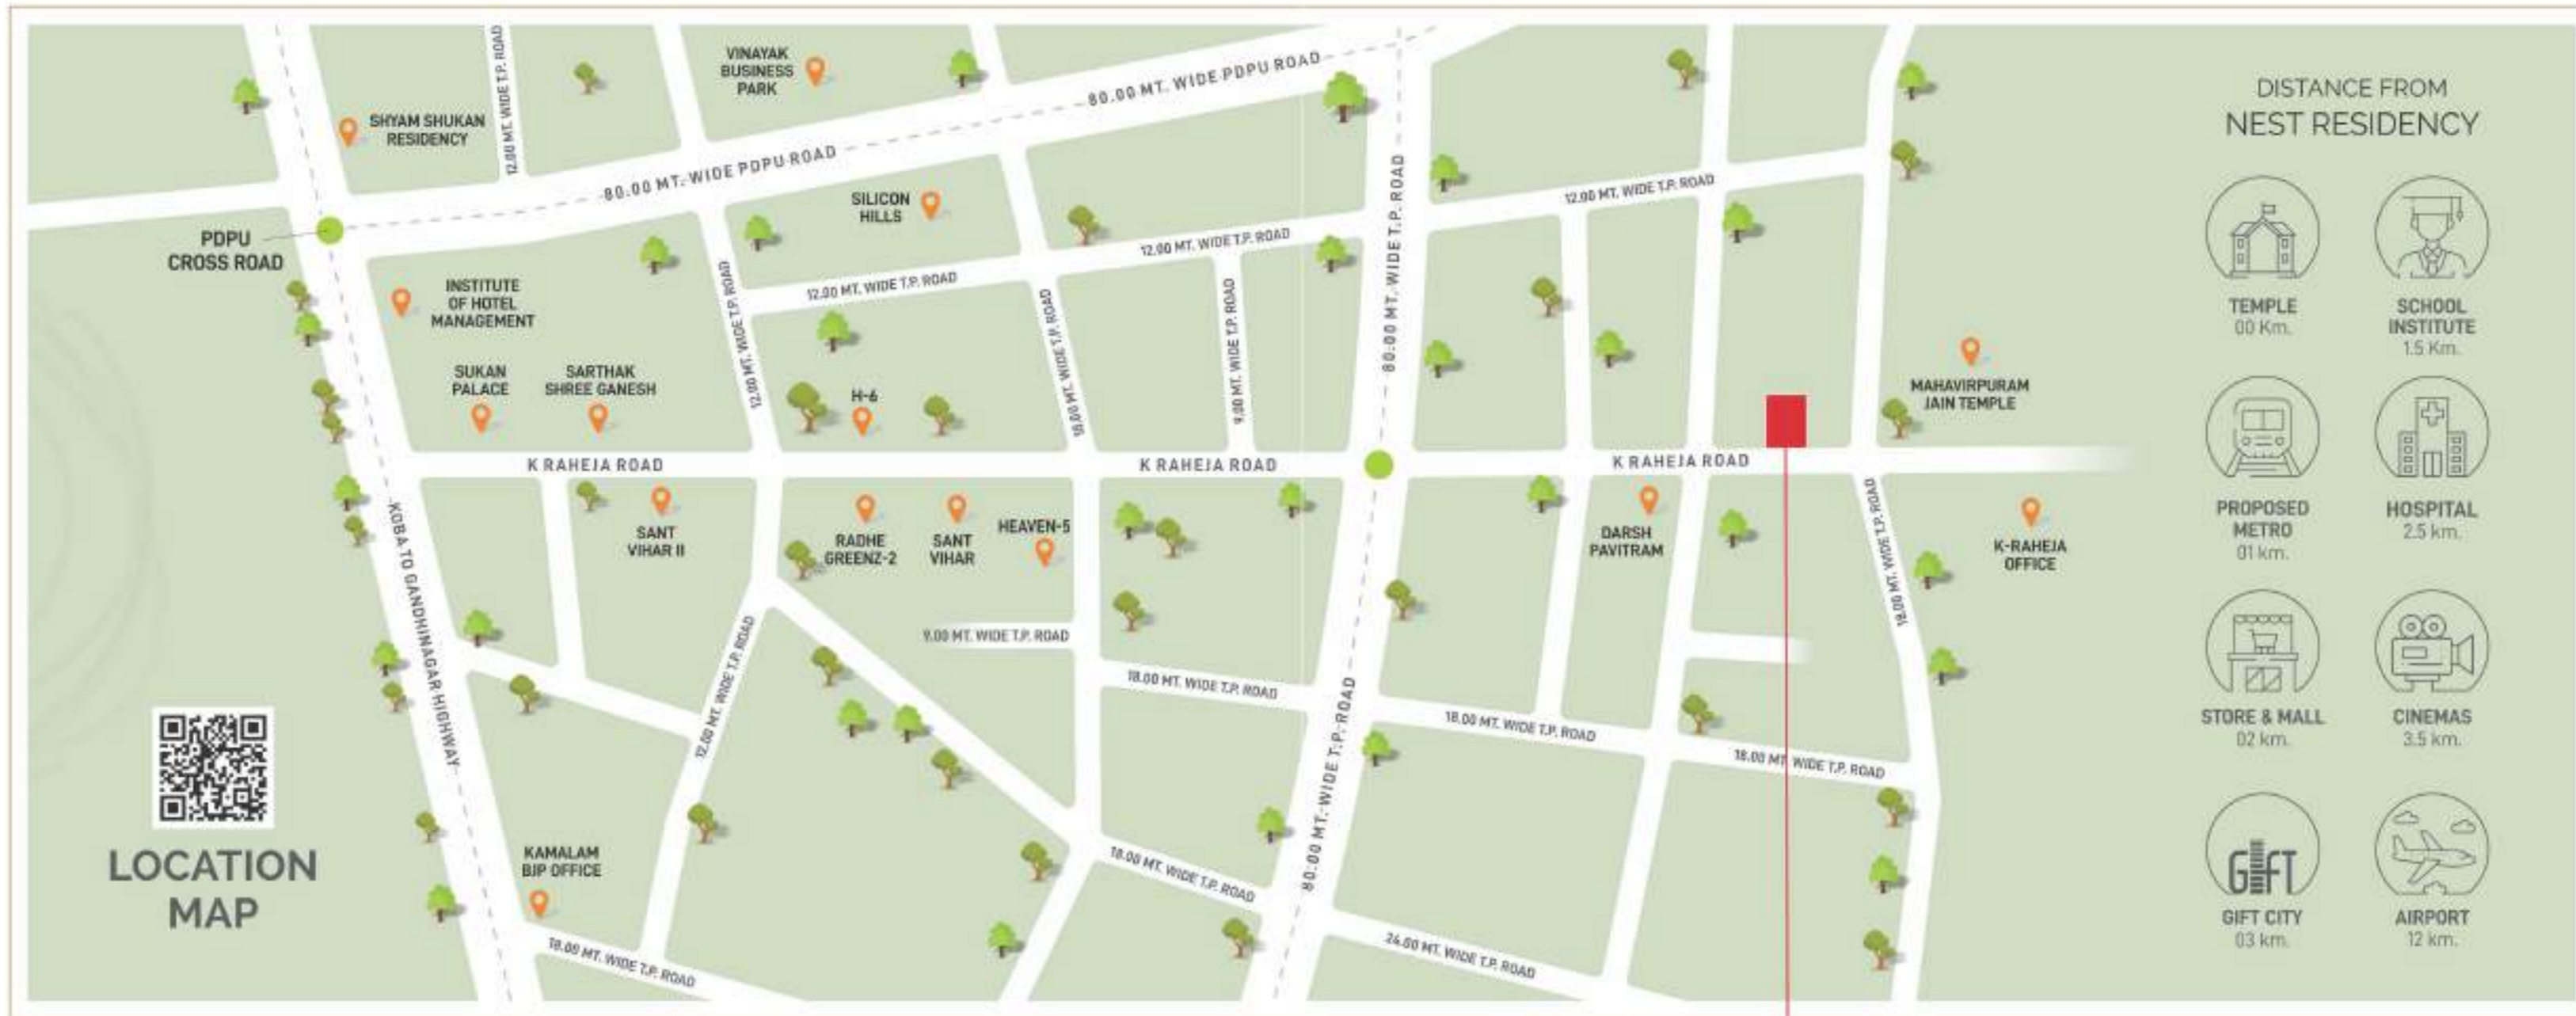 12.00 MT. WIDE T.P. ROAD
VINAYAK
BUSINESS
PARK
80.00 MT. WIDE PDPU ROAD
SHYAM SHUKAN
RESIDENCY
80.00 MT. WIDE PDPU ROAD
SILICON
HILLS
12.00 MT. WIDE T.P. ROAD
80.00 MT. WIDE T.P. ROAD
12.00 MT. WIDE T.P. ROAD
PDPU
CROSS ROAD
12.00 MT. WIDE T.P. ROAD
INSTITUTE
OF HOTEL
MANAGEMENT
12.00 MT. WIDE T.P. ROAD
18.00 MT. WIDE T.P. ROAD
9.00 MT. WIDE T.P. ROAD
SUKAN
PALACE
SARTHAK
SHREE GANESH
H-6
MAHAVIRPURAM
JAIN TEMPLE
K RAHEJA ROAD
K RAHEJA ROAD
K RAHEJA ROAD
KOBA TO GANDHINAGAR HIGHWAY
SANT
VIHAR II
RADHE
GREENZ-2
SANT
VIHAR
HEAVEN-5
DARSH
PAVITRAM
18.00 MT. WIDE T.P. ROAD
K-RAHEJA
OFFICE
12.00 MT. WIDE T.P. ROAD
9.00 MT. WIDE T.P. ROAD
18.00 MT. WIDE T.P. ROAD
80.00 MT. WIDE T.P. ROAD
18.00 MT. WIDE T.P. ROAD
18.00 MT. WIDE T.P. ROAD
KAMALAM
BJP OFFICE
18.00 MT. WIDE T.P. ROAD
18.00 MT. WIDE T.P. ROAD
24.00 MT. WIDE T.P. ROAD
LOCATION
MAP
DISTANCE FROM
NEST RESIDENCY
TEMPLE
00 Km.
SCHOOL
INSTITUTE
1.5 Km.
PROPOSED
METRO
01 km.
HOSPITAL
2.5 km.
STORE & MALL
02 km.
CINEMAS
3.5 km.
GIFT
GIFT CITY
03 km.
AIRPORT
12 km.